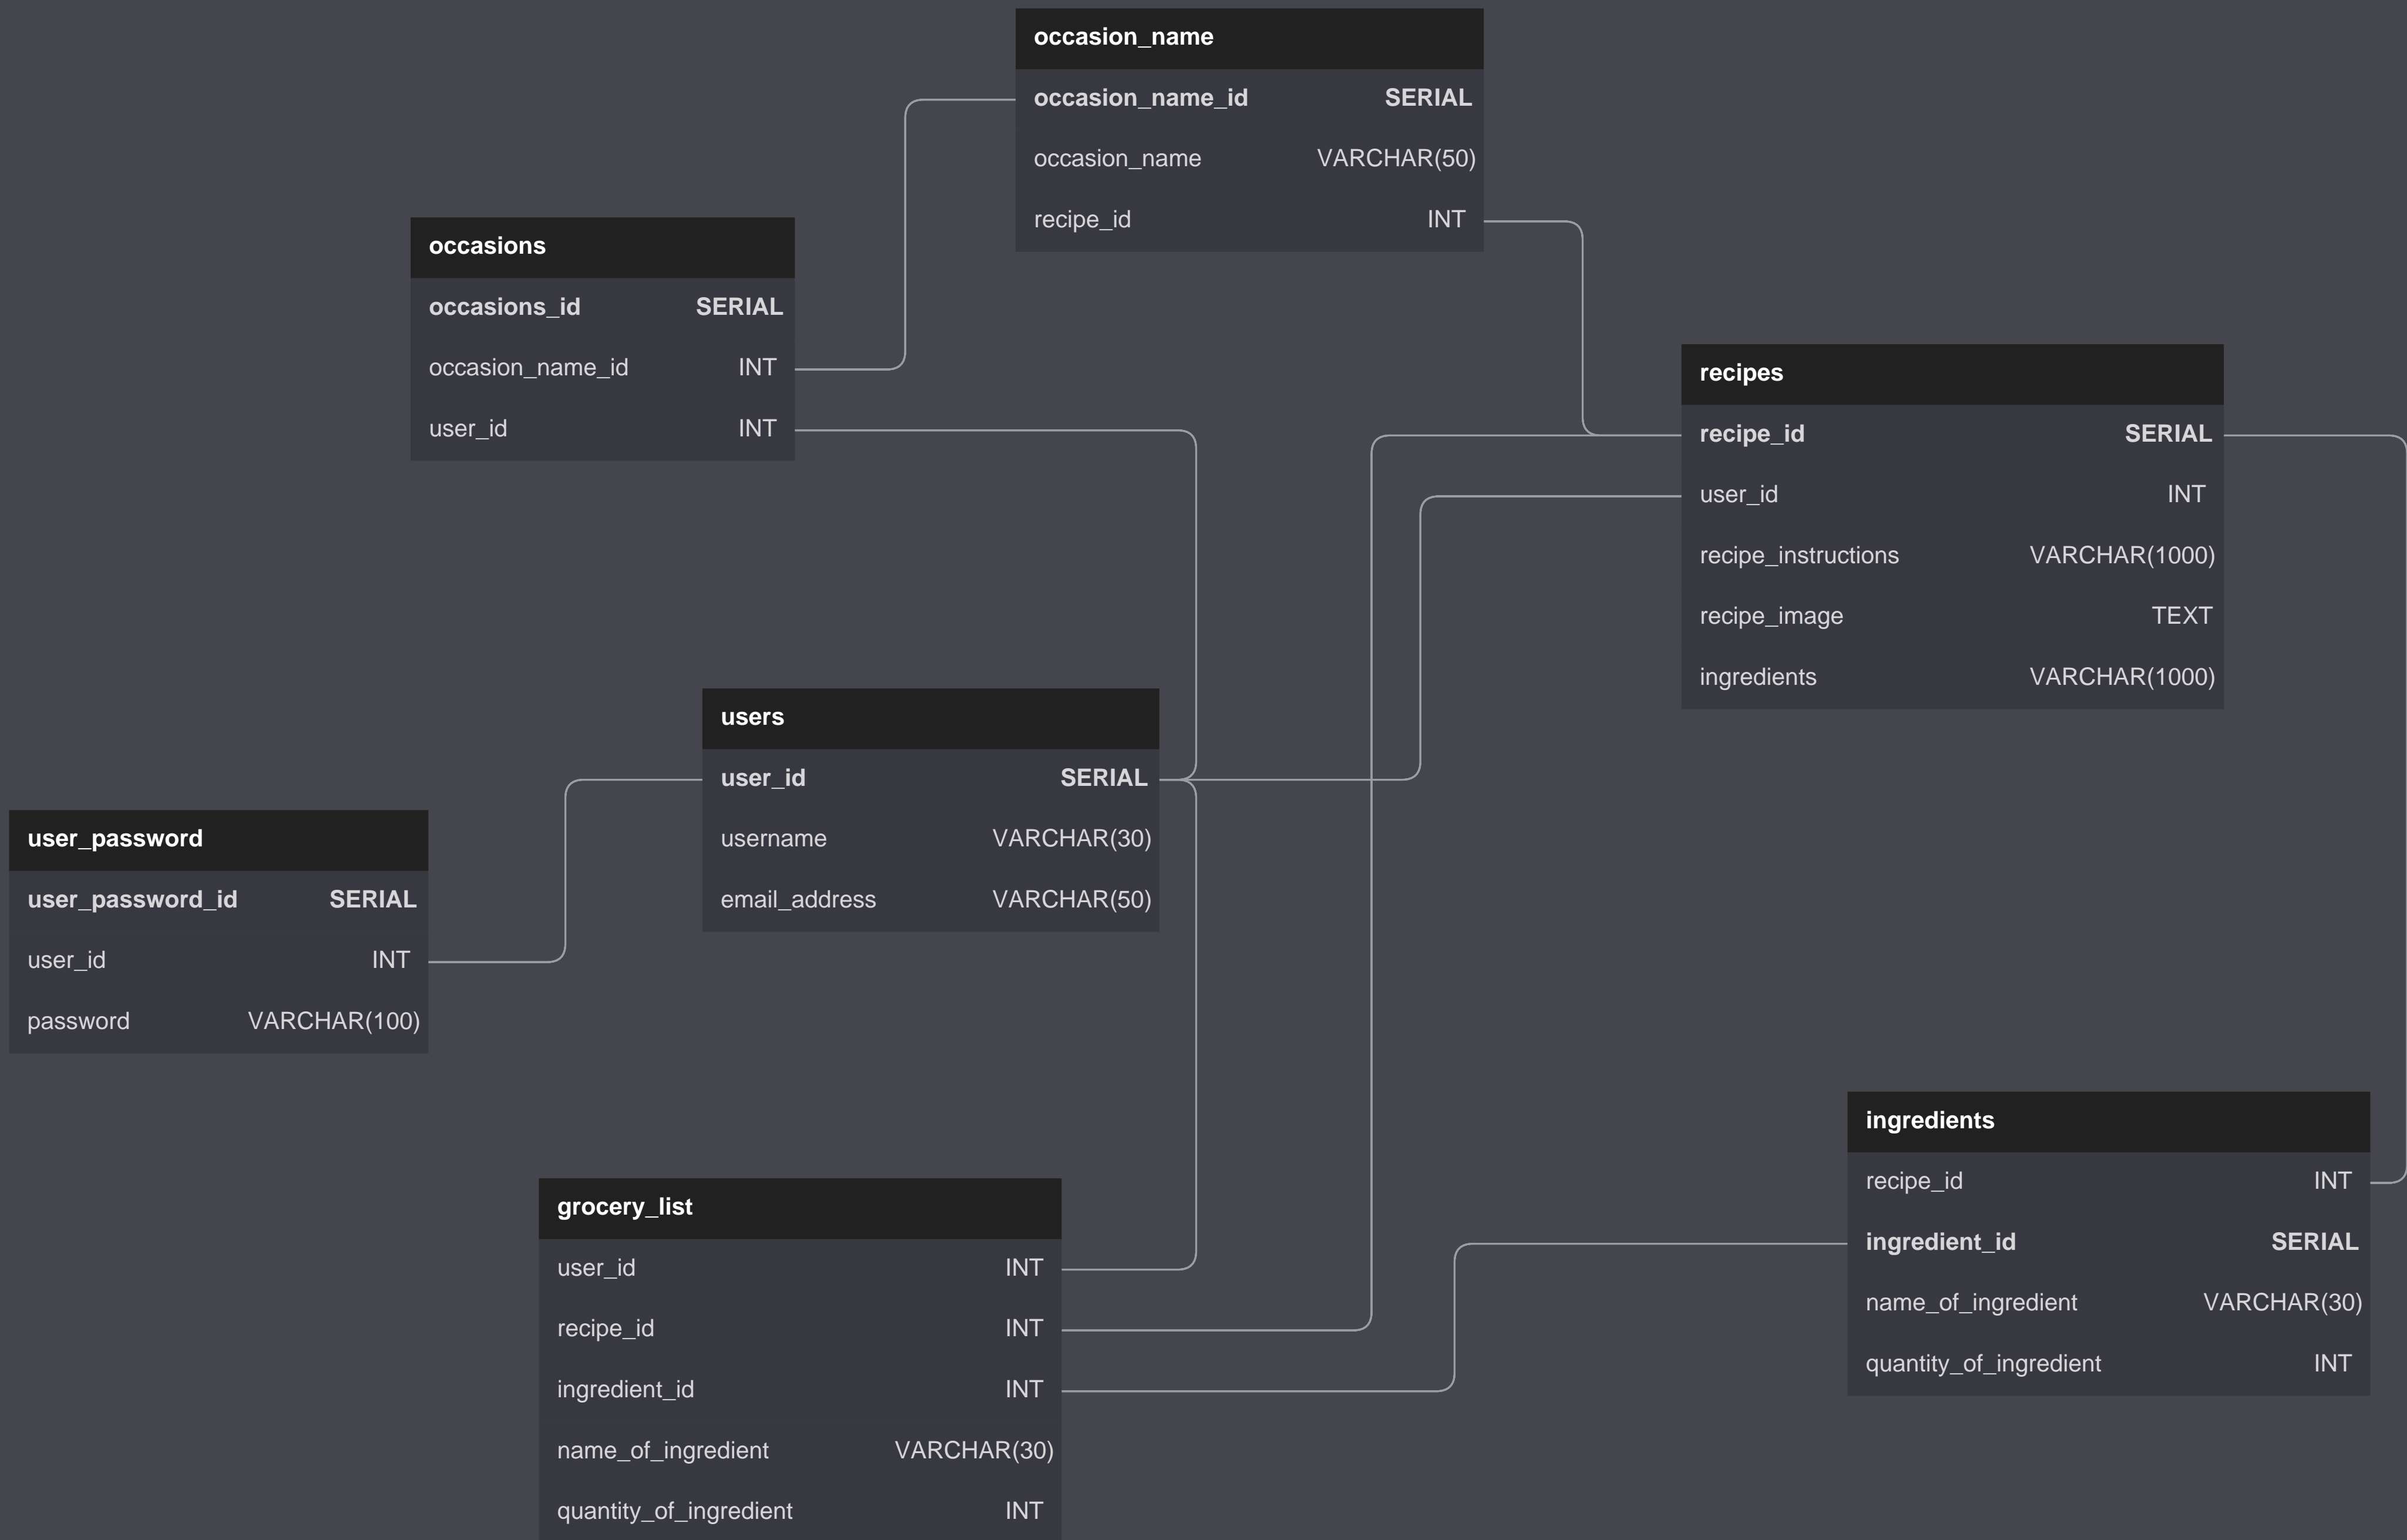 occasion_name
occasion_name_id SERIAL
occasion_name VARCHAR(50)
recipe_id INT
occasions
occasions_id SERIAL
occasion_name_id INT
user_id INT
recipes
recipe_id SERIAL
user_id INT
recipe_instructions VARCHAR(1000)
recipe_image TEXT
ingredients VARCHAR(1000)
users
user_id SERIAL
username VARCHAR(30)
email_address VARCHAR(50)
user_password
user_password_id SERIAL
user_id INT
password VARCHAR(100)
ingredients
recipe_id INT
ingredient_id SERIAL
name_of_ingredient VARCHAR(30)
quantity_of_ingredient INT
grocery_list
user_id INT
recipe_id INT
ingredient_id INT
name_of_ingredient VARCHAR(30)
quantity_of_ingredient INT